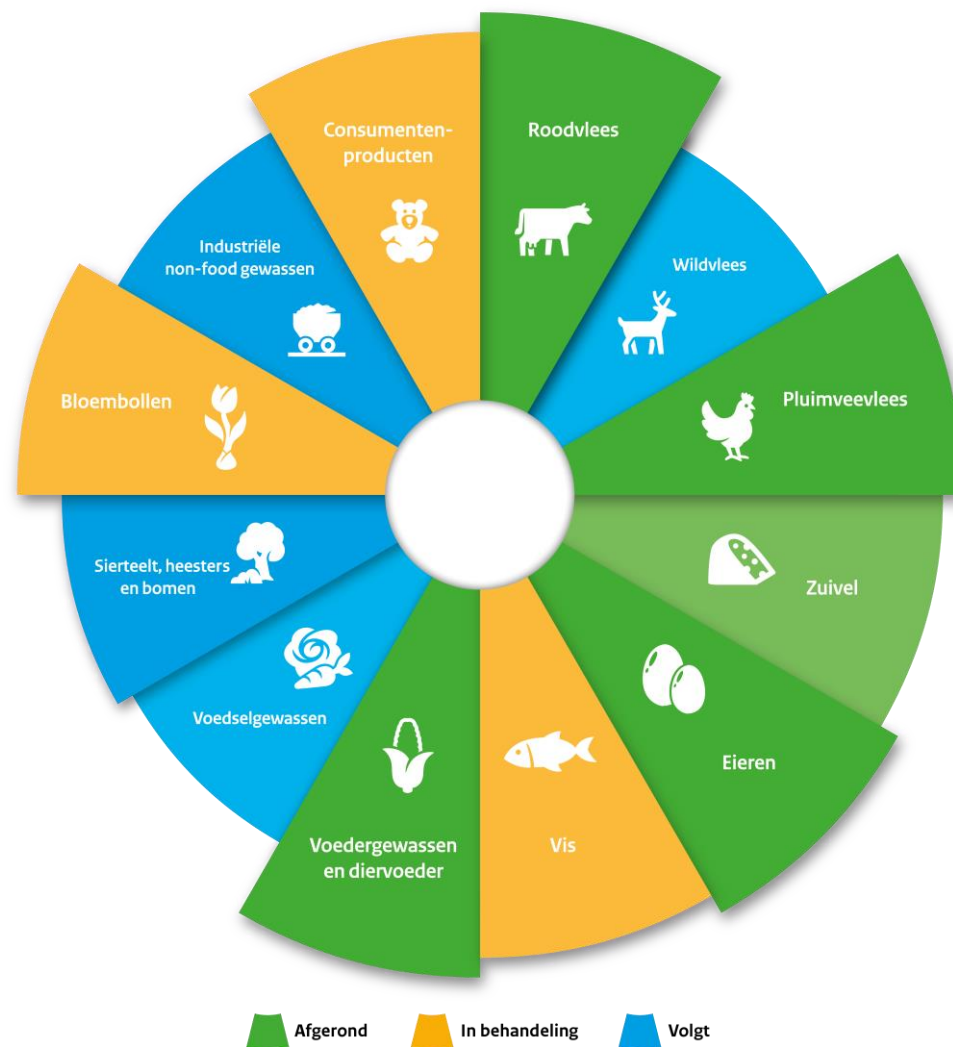 Consumenten-
producten
Roodvlees
Industriële
non-food gewassen
Wildvlees
Bloembollen
Pluimveevlees
Sierteelt, heesters
en bomen
Zuivel
Voedselgewassen
Eieren
Voedergewassen
en diervoeder
Vis
Afgerond
In behandeling
Volgt